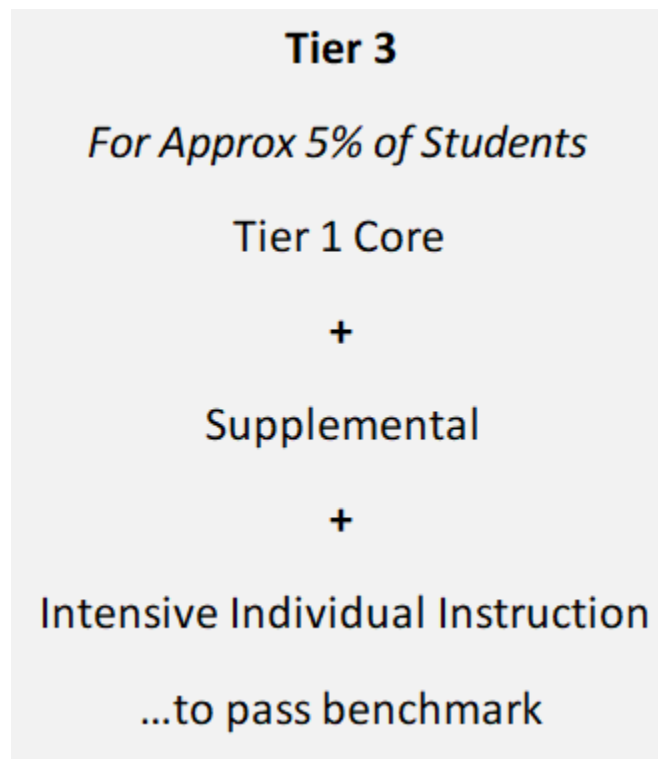 Tier 3
For Approx 5% of Students
Tier 1 Core
+
Supplemental
+
Intensive Individual Instruction
…to pass benchmark